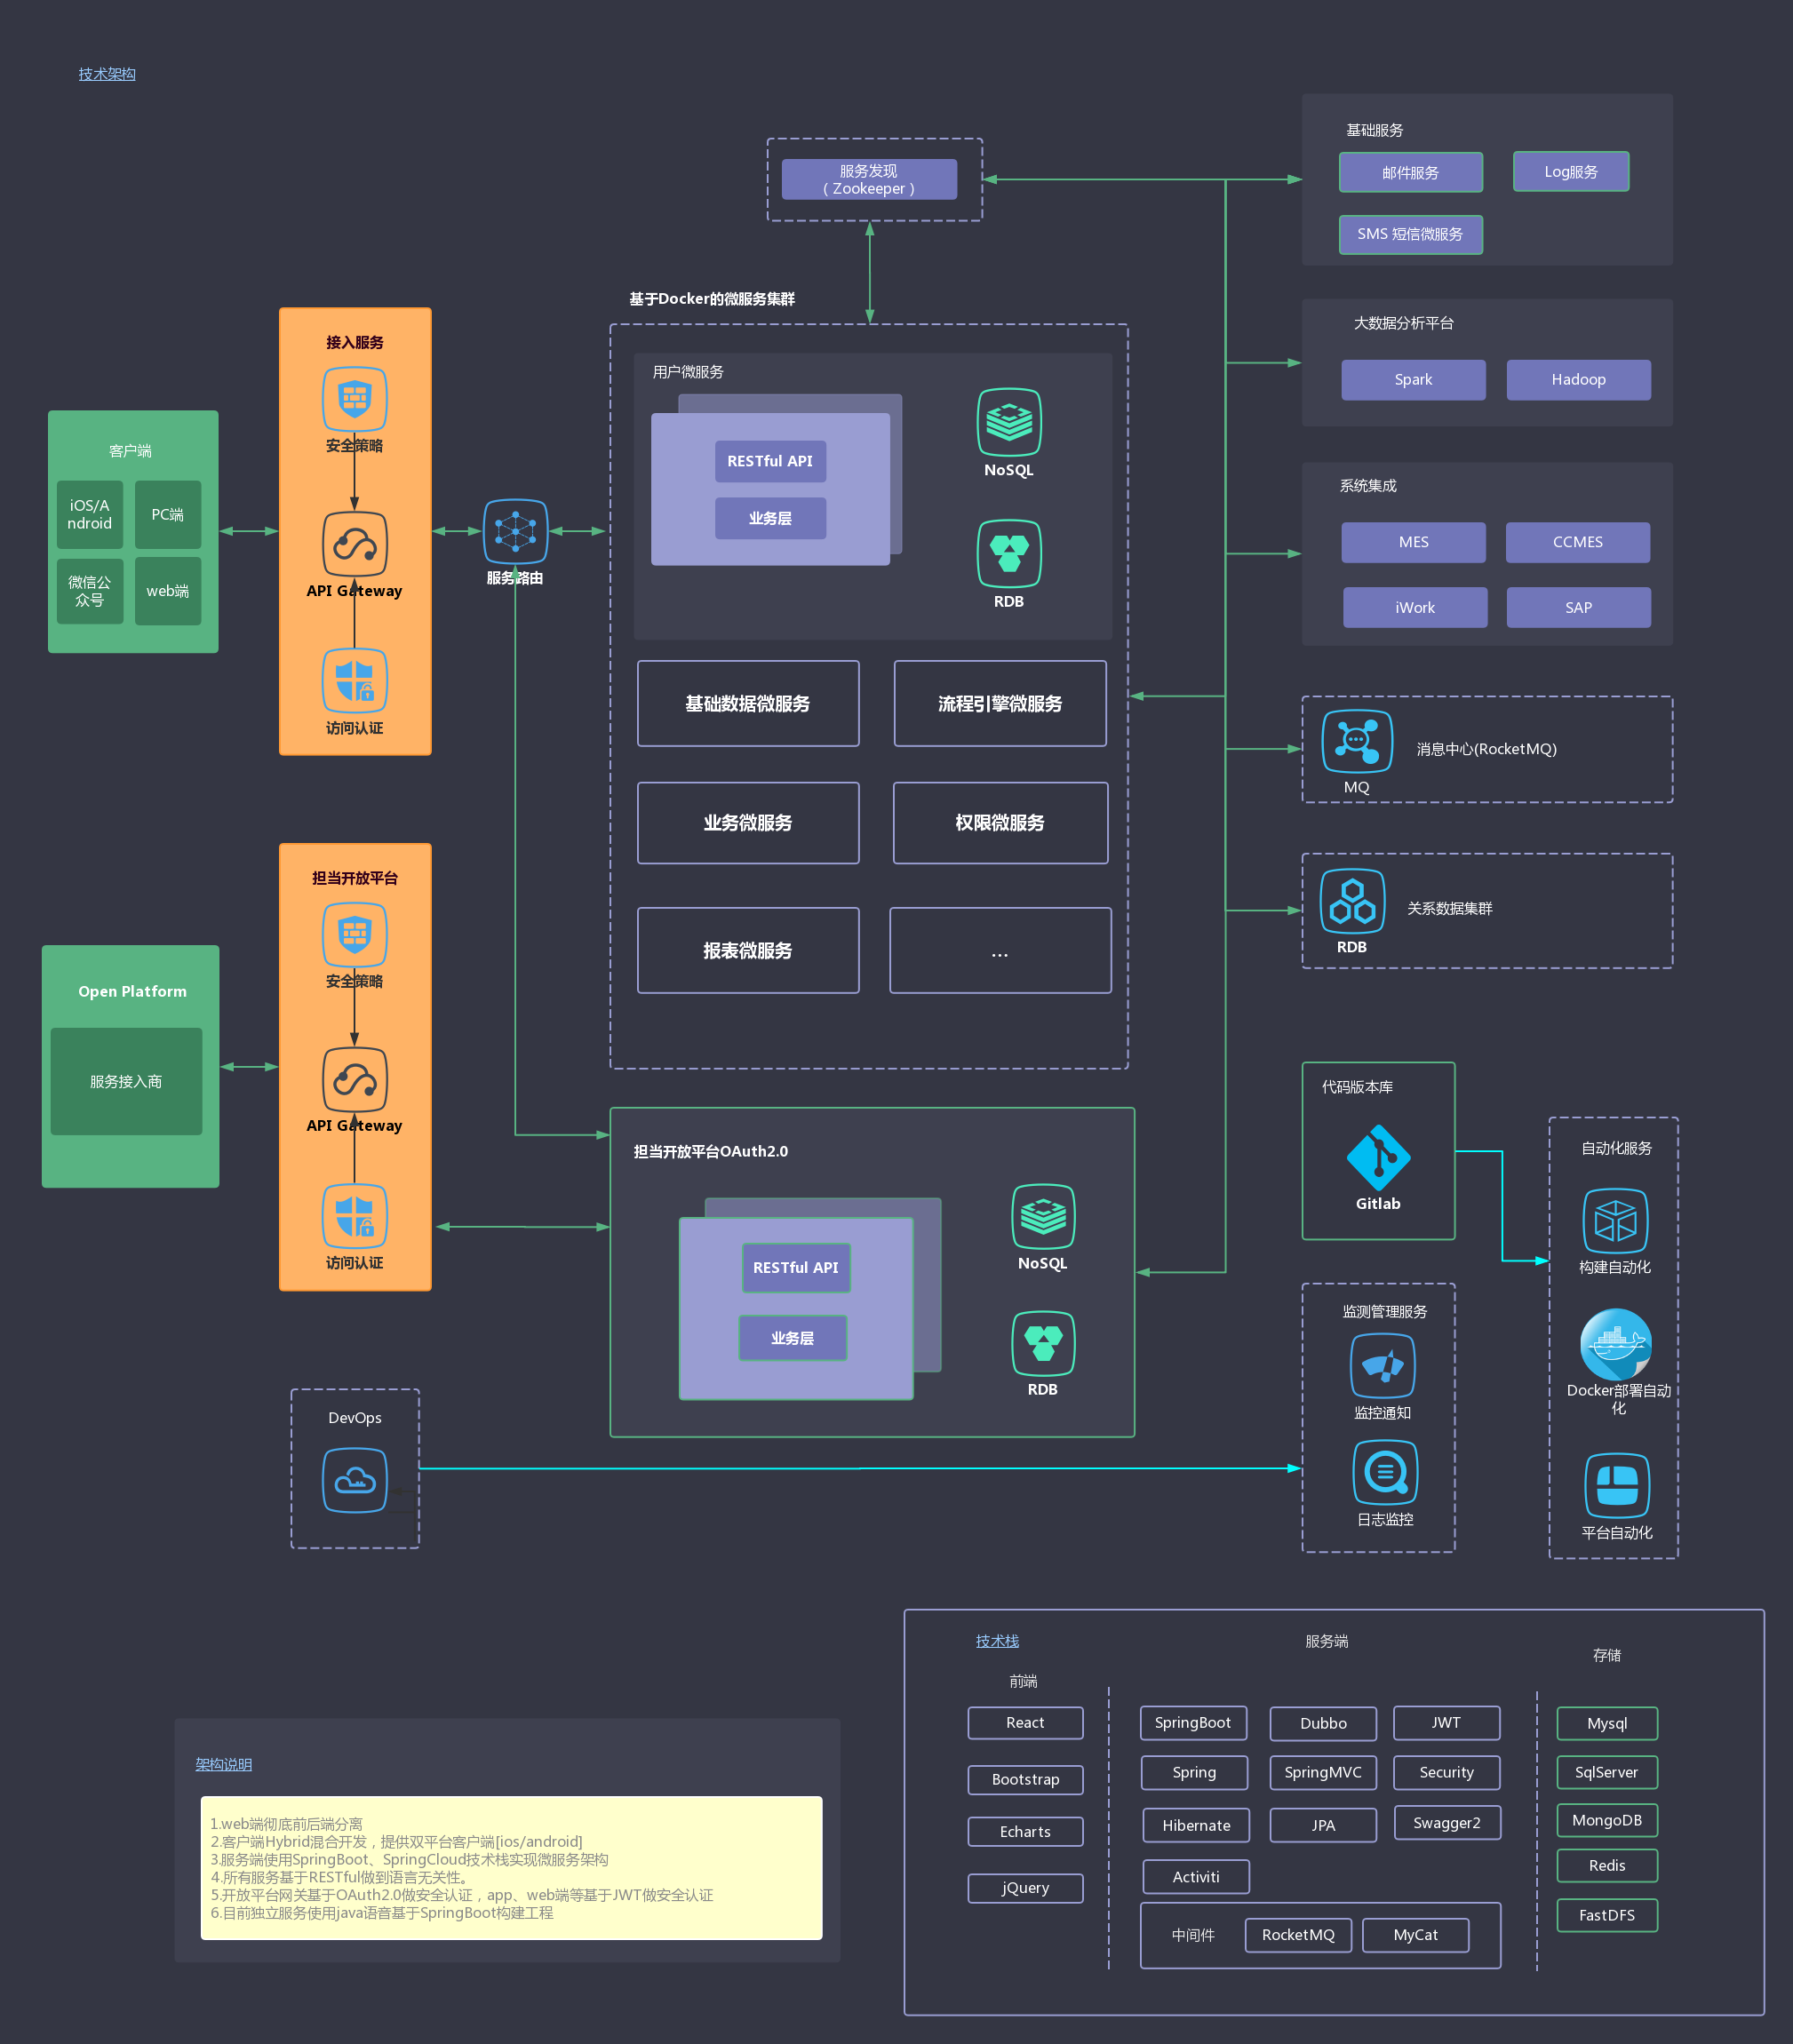 技术架构
服务发现
( Zookeeper )
基础服务
邮件服务
Log服务
SMS 短信微服务
大数据分析平台
Spark
Hadoop
系统集成
MES
CCMES
iWork
SAP
MQ
消息中心(RocketMQ)
RDB
关系数据集群
客户端
iOS/A
ndroid
PC端
微信公
众号
web端
接入服务
安全策略
API Gateway
访问认证
服务路由
基于Docker的微服务集群
用户微服务
RESTful API
业务层
NoSQL
RDB
基础数据微服务
流程引擎微服务
业务微服务
权限微服务
报表微服务
...
Open Platform
服务接入商
担当开放平台
安全策略
API Gateway
访问认证
担当开放平台OAuth2.0
RESTful API
业务层
NoSQL
RDB
代码版本库
Gitlab
自动化服务
构建自动化
Docker部署自动
化
平台自动化
监测管理服务
监控通知
日志监控
DevOps
架构说明
1.web端彻底前后端分离
2.客户端Hybrid混合开发，提供双平台客户端[ios/android]
3.服务端使用SpringBoot、SpringCloud技术栈实现微服务架构
4.所有服务基于RESTful做到语言无关性。
5.开放平台网关基于OAuth2.0做安全认证，app、web端等基于JWT做安全认证
6.目前独立服务使用java语音基于SpringBoot构建工程
技术栈
前端
React
Bootstrap
Echarts
jQuery
服务端
SpringBoot
Dubbo
JWT
Spring
SpringMVC
Security
Hibernate
JPA
Swagger2
Activiti
中间件
RocketMQ
MyCat
存储
Mysql
SqlServer
MongoDB
Redis
FastDFS